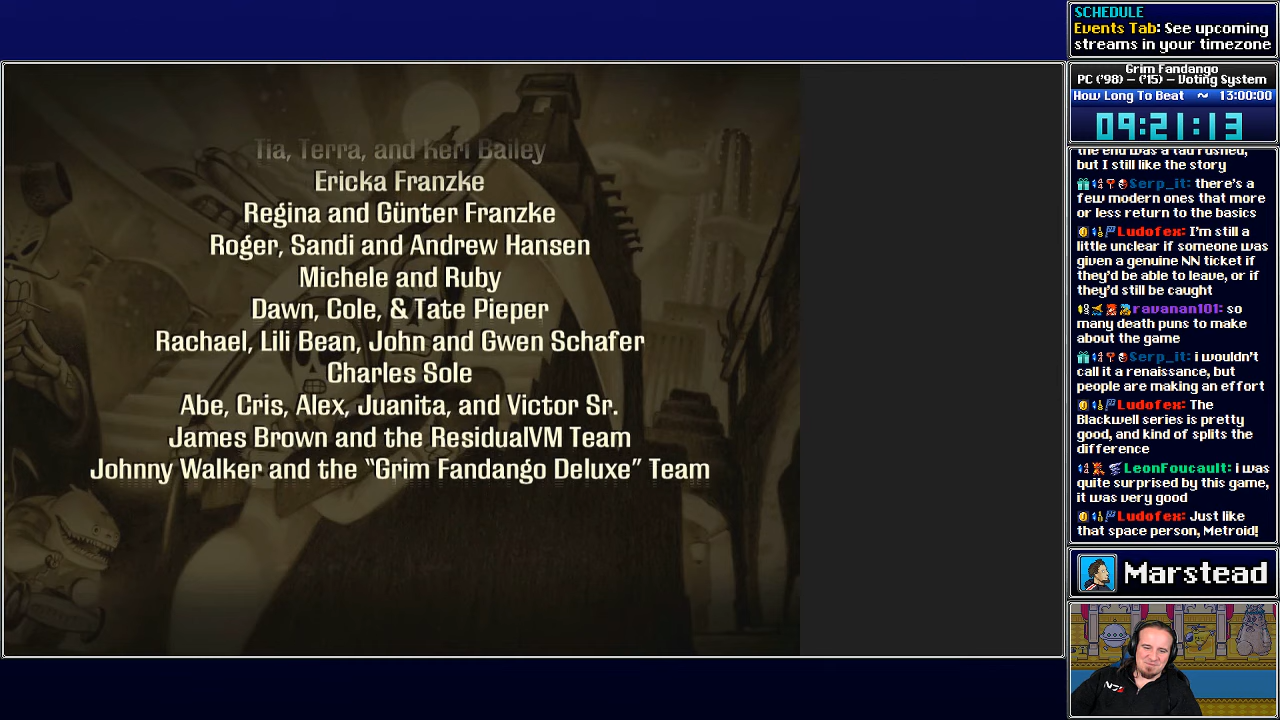 Tia, Terra, and Keri Bailey
Ericka Franzke
Regina and Günter Franzke
Roger, Sandi and Andrew Hansen
Michele and Ruby
Dawn, Cole, & Tate Pieper
Rachael, Lili Bean, John and Gwen Schafer
Charles Sole
Abe, Cris, Alex, Juanita, and Victor Sr.
James Brown and the ResidualVM Team
Johnny Walker and the “Grim Fandango Deluxe” Team
SCHEDULE
Events Tab: See upcoming
streams in your timezone
Grim Fandango
PC ('98) – ('15) – Voting System
How Long To Beat ~ 13:00:00
09:21:13
the end was a tad rushed,
but I still like the story
Serp_it: there's a
few modern ones that more
or less return to the basics
Ludofex: I'm still a
little unclear if someone was
given a genuine NN ticket if
they'd be able to leave, or if
they'd still be caught
ravanan101: so
many death puns to make
about the game
Serp_it: i wouldn't
call it a renaissance, but
people are making an effort
Ludofex: The
Blackwell series is pretty
good, and kind of splits the
difference
LeonFoucault: i was
quite surprised by this game,
it was very good
Ludofex: Just like
that space person, Metroid!
Marstead
N7